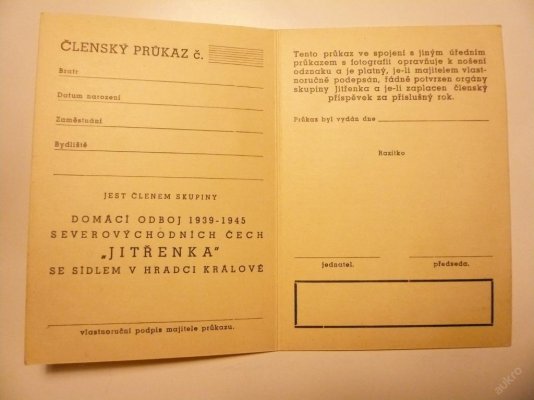 ČLENSKÝ PRŮKAZ č.
Bratr
Datum narození
Zaměstnání
Bydliště
JEST ČLENEM SKUPINY
DOMÁCÍ ODBOJ 1939-1945
SEVEROVÝCHODNÍCH ČECH
„JITŘENKA"
SE SÍDLEM V HRADCI KRÁLOVÉ
vlastnoruční podpis majitele průkazu.
Tento průkaz ve spojení s jiným úředním
průkazem s fotografií opravňuje k nošení
odznaku a je platný, je-li majitelem vlast-
noručně podepsán, řádně potvrzen orgány
skupiny Jitřenka a je-li zaplacen členský
příspěvek za příslušný rok.
Průkaz byl vydán dne
Razítko
jednatel.
předseda.
aukro